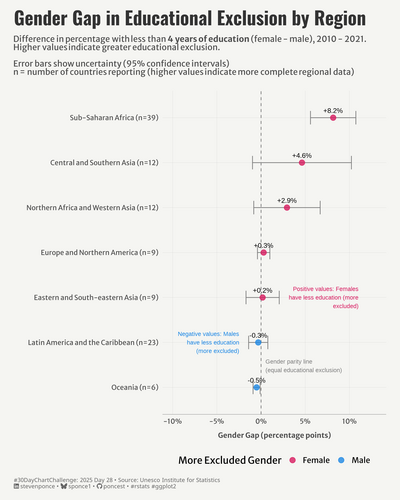 Gender Gap in Educational Exclusion by Region
Difference in percentage with less than 4 years of education (female - male), 2010 - 2021.
Higher values indicate greater educational exclusion.
Error bars show uncertainty (95% confidence intervals)
n = number of countries reporting (higher values indicate more complete regional data)
Sub-Saharan Africa (n=39)
+8.2%
Central and Southern Asia (n=12)
+4.6%
Northern Africa and Western Asia (n=12)
+2.9%
Europe and Northern America (n=9)
+0.3%
Eastern and South-eastern Asia (n=9)
+0.2%
Positive values: Females
have less education (more
excluded)
Latin America and the Caribbean (n=23)
Negative values: Males
have less education
(more excluded)
-0.3%
Gender parity line
(equal educational exclusion)
Oceania (n=6)
-0.5%
-10%
-5%
0%
5%
10%
Gender Gap (percentage points)
More Excluded Gender
Female
Male
#30DayChartChallenge: 2025 Day 28 • Source: Unesco Institute for Statistics
stevenponce • sponce1 • poncest • #rstats #ggplot2